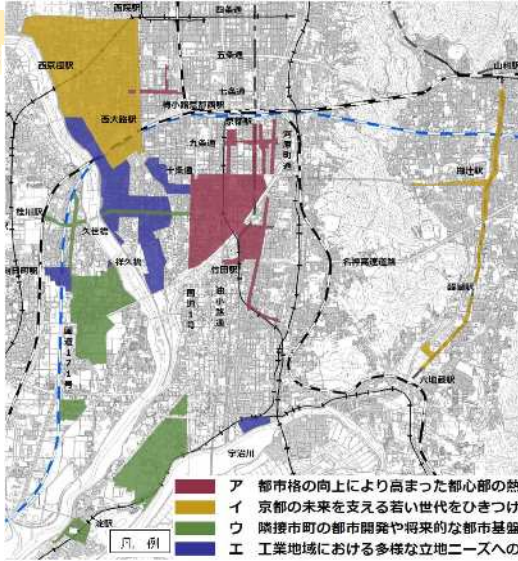 西院駅
四条通
西京極駅
五条通
七条通
山科駅
梅小路京都西駅
西大路駅
京都駅
九条通
河原町通
十条通
椥辻駅
桂川駅
久世橋
祥久橋
名神高速道路
向日町駅
竹田駅
国道1号
油小路通
醍醐駅
国道171号
六地蔵駅
宇治川
淀駅
凡 例
ア 都市格の向上により高まった都心部の熱
イ 京都の未来を支える若い世代をひきつけ
ウ 隣接市町の都市開発や将来的な都市基盤
エ 工業地域における多様な立地ニーズへの